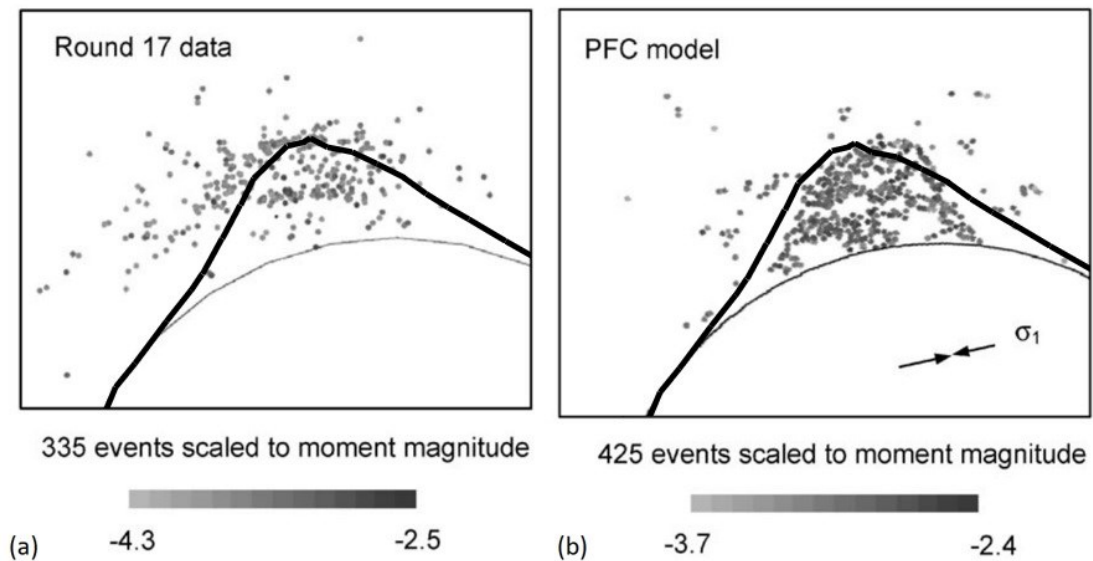 Round 17 data
335 events scaled to moment magnitude
-4.3 -2.5
(a)
PFC model
σ1
425 events scaled to moment magnitude
-3.7 -2.4
(b)